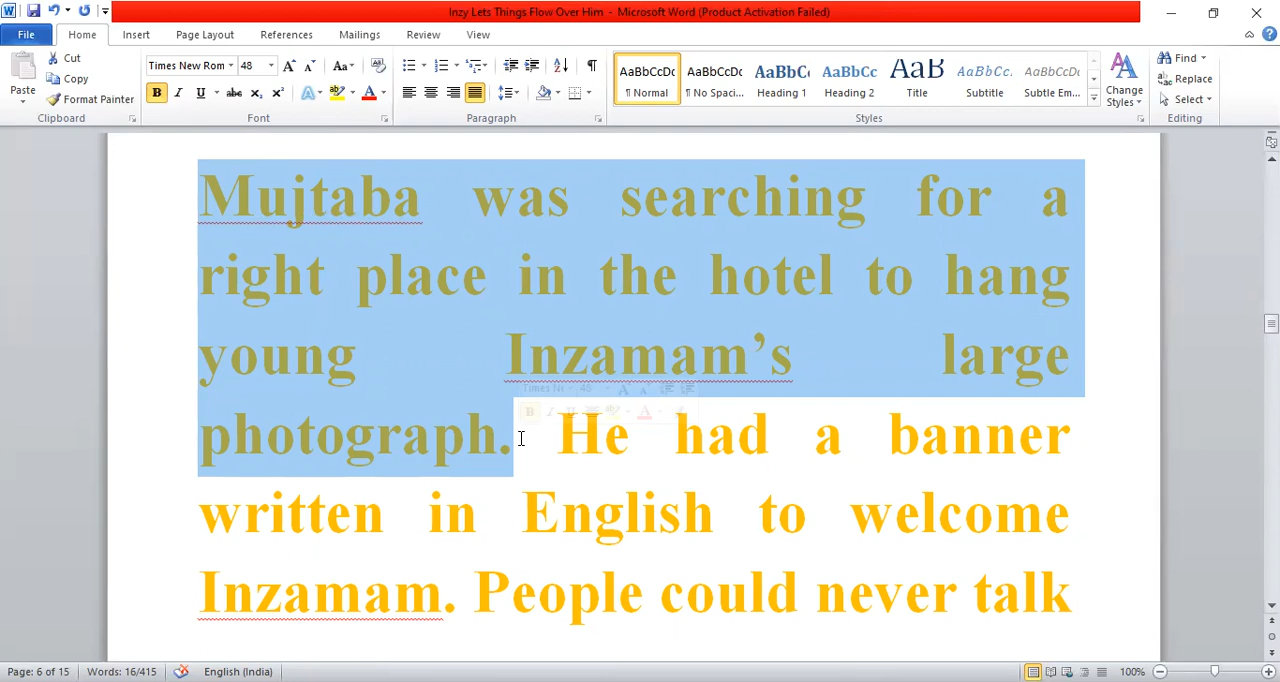 Inzy Lets Things Flow Over Him - Microsoft Word (Product Activation Failed)
File Home Insert Page Layout References Mailings Review View
Cut
Copy
Format Painter
Paste
Times New Rom 48
AaBbCcDc AaBbCcDc AaBbC AaBbCc AaB AaBbCc. AaBbCcDc
¶ Normal ¶ No Spaci... Heading 1 Heading 2 Title Subtitle Subtle Em...
Change Styles
Find
Replace
Select
Clipboard Font Paragraph Styles Editing
Mujtaba was searching for a
right place in the hotel to hang
young Inzamam’s large
photograph. He had a banner
written in English to welcome
Inzamam. People could never talk
Page: 6 of 15 Words: 16/415 English (India) 100%